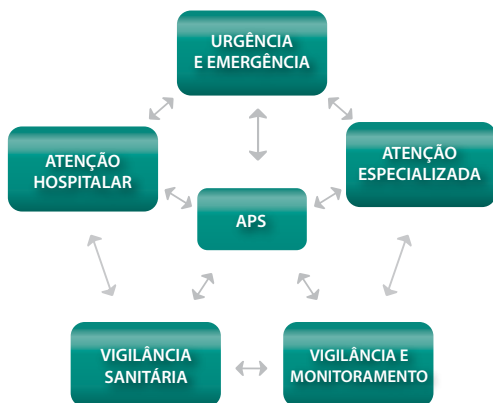 URGÊNCIA
E EMERGÊNCIA
ATENÇÃO
HOSPITALAR
ATENÇÃO
ESPECIALIZADA
APS
VIGILÂNCIA
SANITÁRIA
VIGILÂNCIA E
MONITORAMENTO